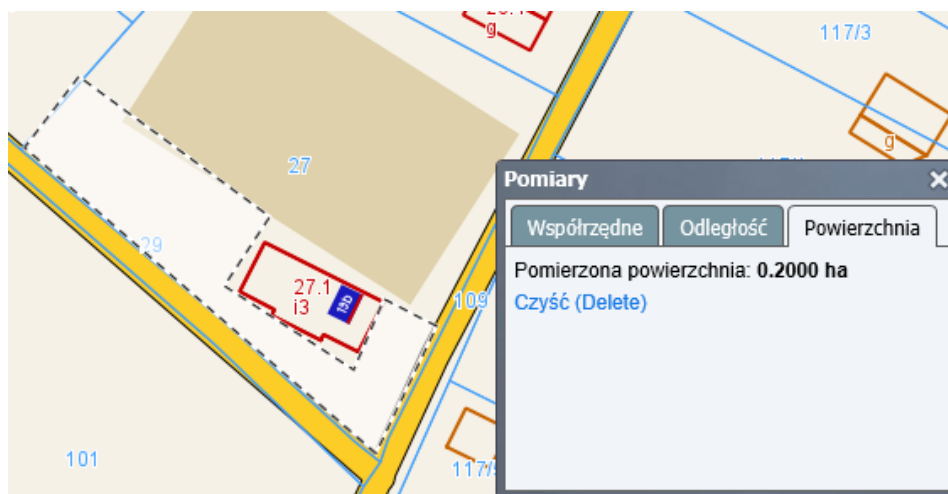 g
117/3
g
27
Pomiary
Współrzędne Odległość Powierzchnia
Pomierzona powierzchnia: 0.2000 ha
Czyść (Delete)
29
27.1
i3
19D
109
101